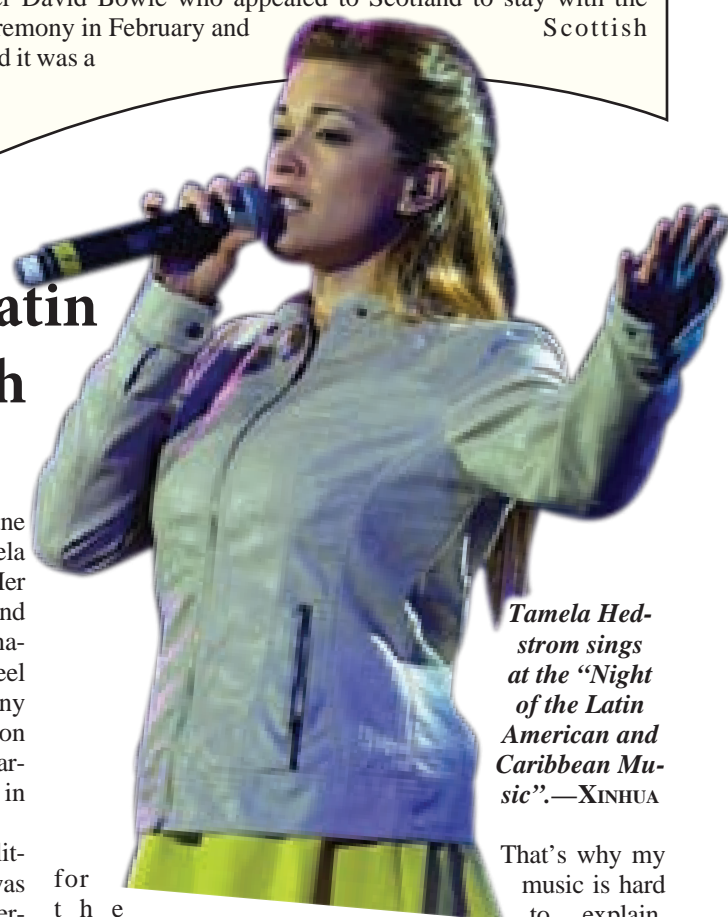 er David Bowie who appealed to Scotland to stay with the
remony in February and Scottish
d it was a
atin
h
ne
ela
Her
nd
na-
eel
ny
on
ar-
in
lit-
was
er-
for
t h e
Tamela Hed-
strom sings
at the “Night
of the Latin
American and
Caribbean Mu-
sic”.—XINHUA
That's why my
music is hard
to explain